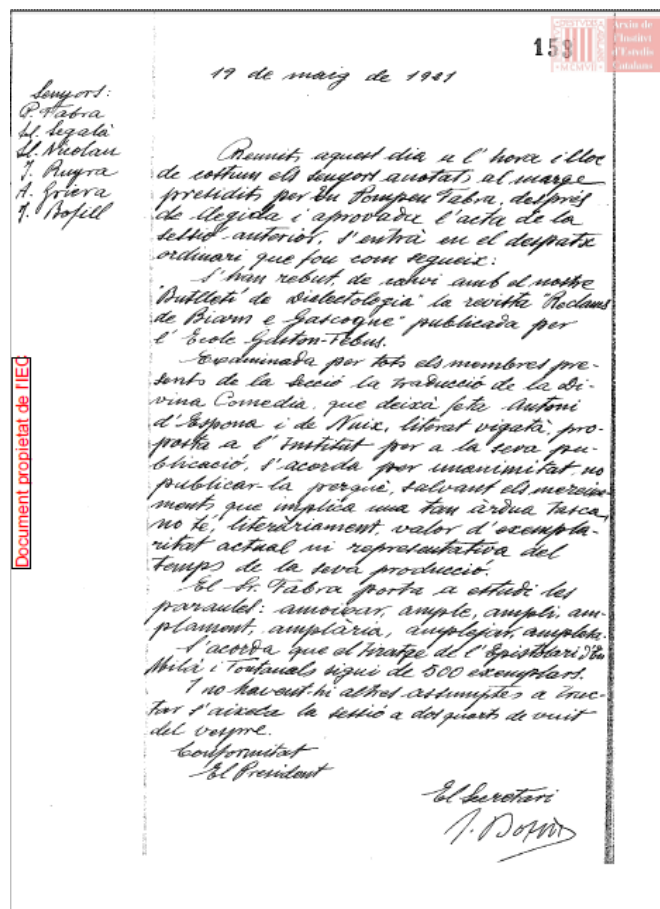 153
Arxiu de
l'Institut
d'Estudis
Catalans
19 de maig de 1921
Senyors:
P. Fabra
Ll. Segalà
Ll. Nicolau
J. Ruyra
A. Griera
J. Bofill
Reunits aquest dia a l'hora i lloc
de costum els senyors anotats al marge
presidits per En Pompeu Fabra, després
de llegida i aprovada l'acta de la
sessió anterior, s'entrà en el despatx
ordinari que fou com segueix:
S'han rebut, de canvi amb el nostre
"Butlletí de Dialectologia" la revista "Reclams
de Biarn e Gascogne" publicada per
l'Ecole Gaston-Febus.
Examinada per tots els membres pre-
sents de la Secció la traducció de la Di-
vina Comedia, que deixà feta Antoni
d'Espona i de Nuix, literat vigatà, pro-
posta a l'Institut per a la seva pu-
blicació, s'acorda per unanimitat, no
publicar-la perquè, salvant els mereixe-
ments que implica una tan àrdua tasca,
no té, literàriament, valor d'exempla-
ritat actual ni representativa del
temps de la seva producció.
El Sr. Fabra porta a estudi les
paraules: amoixar, ample, ampli, am-
plament, amplària, amplejar, ampleta.
S'acorda que el tiratge de l'Epistolari d'En
Milà i Fontanals sigui de 500 exemplars.
I no havent-hi altres assumptes a trac-
tar s'aixeca la sessió a dos quarts de vuit
del vespre.
Conformitat
El President
El Secretari
J. Bofill
Document propietat de l'IEC